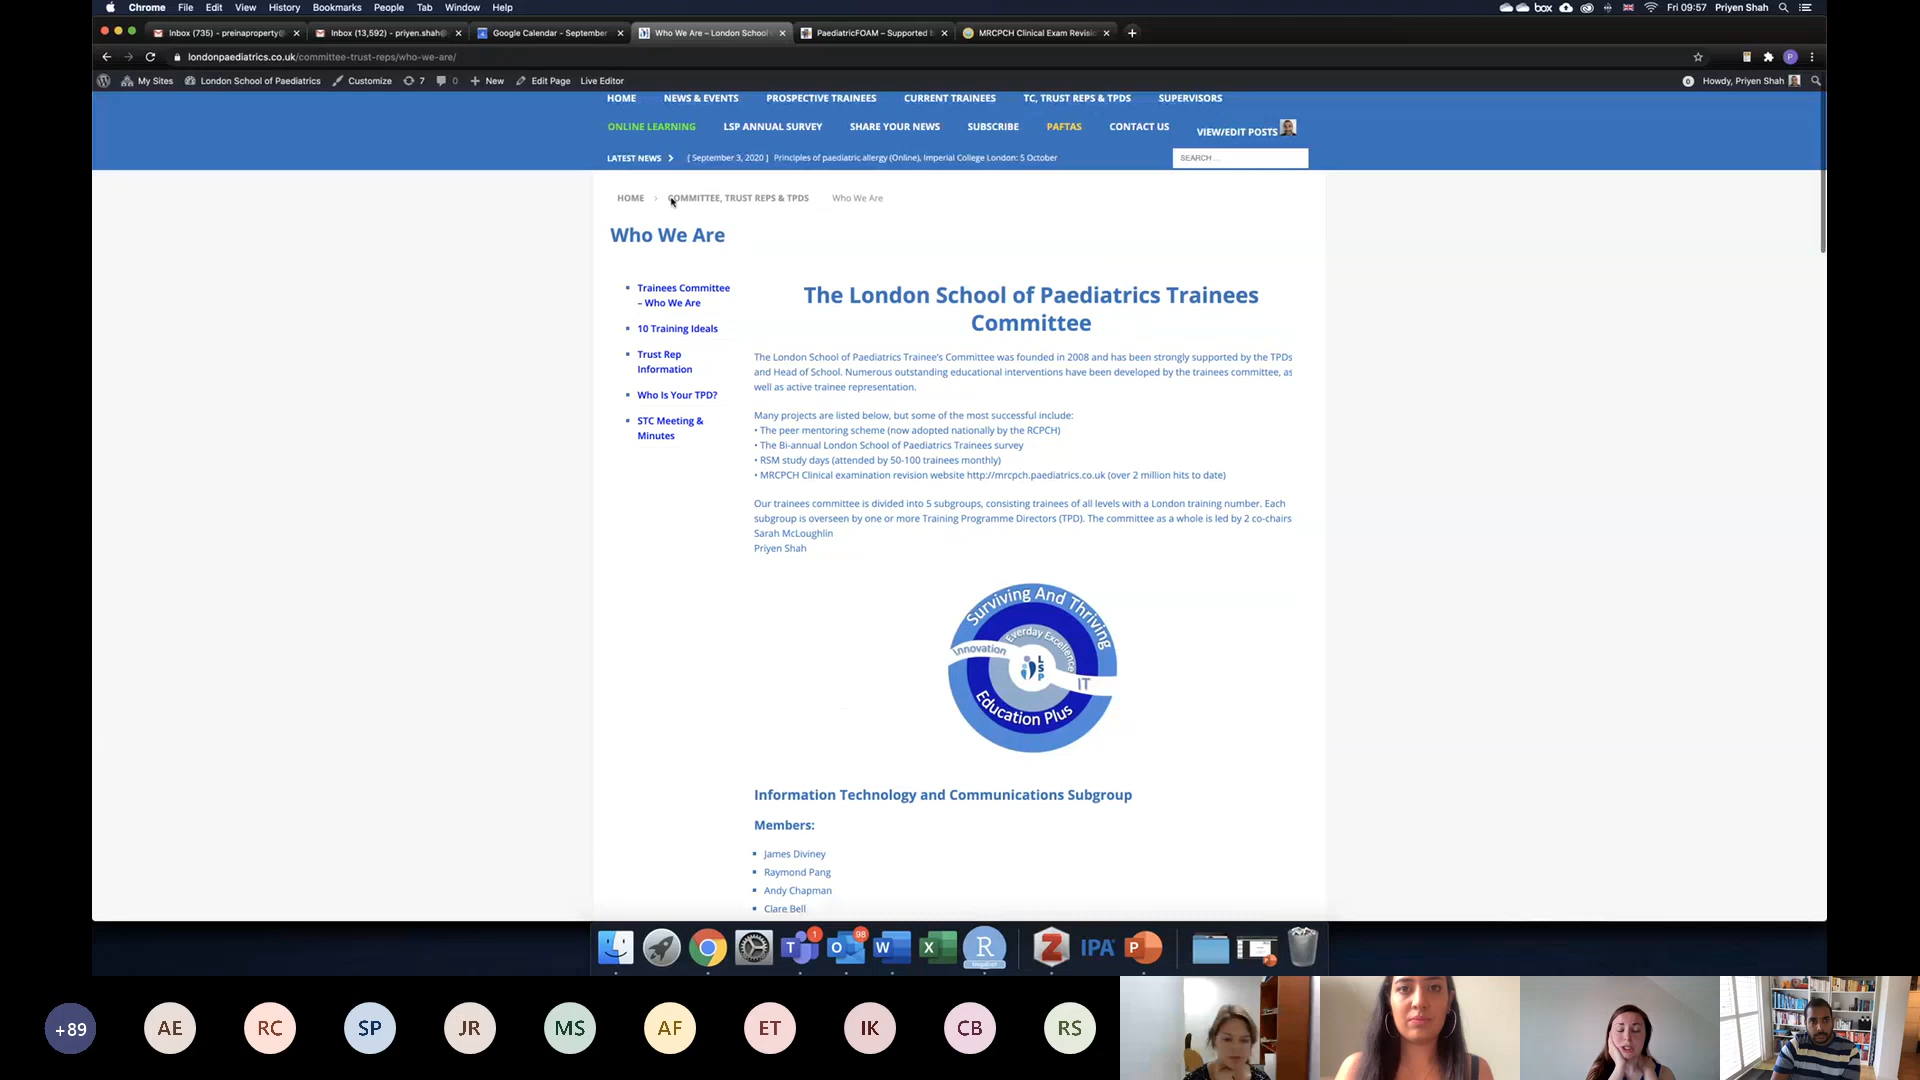 Chrome File Edit View History Bookmarks People Tab Window Help
box Fri 09:57 Priyen Shah
Inbox (735) - preinaproperty@
Inbox (13,592) - priyen.shah@
Google Calendar - September
Who We Are – London School
PaediatricFOAM – Supported b
MRCPCH Clinical Exam Revisio
londonpaediatrics.co.uk/committee-trust-reps/who-we-are/
P
My Sites London School of Paediatrics Customize 7 0 New Edit Page Live Editor
0 Howdy, Priyen Shah
HOME NEWS & EVENTS PROSPECTIVE TRAINEES CURRENT TRAINEES TC, TRUST REPS & TPDS SUPERVISORS
ONLINE LEARNING LSP ANNUAL SURVEY SHARE YOUR NEWS SUBSCRIBE PAFTAS CONTACT US VIEW/EDIT POSTS
LATEST NEWS [ September 3, 2020 ] Principles of paediatric allergy (Online), Imperial College London: 5 October
SEARCH ...
HOME > COMMITTEE, TRUST REPS & TPDS Who We Are
Who We Are
Trainees Committee
– Who We Are
10 Training Ideals
Trust Rep
Information
Who Is Your TPD?
STC Meeting &
Minutes
The London School of Paediatrics Trainees
Committee
The London School of Paediatrics Trainee's Committee was founded in 2008 and has been strongly supported by the TPDs
and Head of School. Numerous outstanding educational interventions have been developed by the trainees committee, as
well as active trainee representation.
Many projects are listed below, but some of the most successful include:
• The peer mentoring scheme (now adopted nationally by the RCPCH)
• The Bi-annual London School of Paediatrics Trainees survey
• RSM study days (attended by 50-100 trainees monthly)
• MRCPCH Clinical examination revision website http://mrcpch.paediatrics.co.uk (over 2 million hits to date)
Our trainees committee is divided into 5 subgroups, consisting trainees of all levels with a London training number. Each
subgroup is overseen by one or more Training Programme Directors (TPD). The committee as a whole is led by 2 co-chairs
Sarah McLoughlin
Priyen Shah
Surviving And Thriving
Everday Excellence
Innovation
LSP
IT
Education Plus
Information Technology and Communications Subgroup
Members:
James Diviney
Raymond Pang
Andy Chapman
Clare Bell
T 1 O 98 W X R Z IPA P
+89 AE RC SP JR MS AF ET IK CB RS